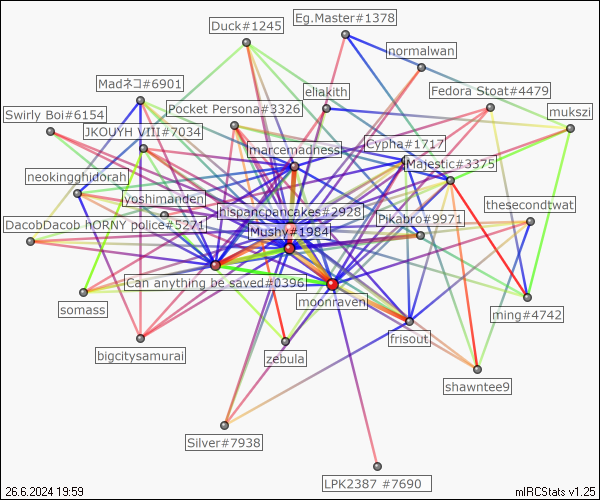 Eg.Master#1378
Duck#1245
normalwan
Madネコ#6901
eliakith
Fedora Stoat#4479
Pocket Persona#3326
mukszi
Swirly Boi#6154
JKOUYH VIII#7034
marcemadness
Cypha#1717
Majestic#3375
neokingghidorah
yoshimanden
thesecondtwat
hispancpancakes#2928
Pikabro#9971
DacobDacob hORNY police#5271
Mushy#1984
Can anything be saved#0396
moonraven
somass
ming#4742
frisout
bigcitysamurai
zebula
shawntee9
Silver#7938
LPK2387 #7690
26.6.2024 19:59
mIRCStats v1.25